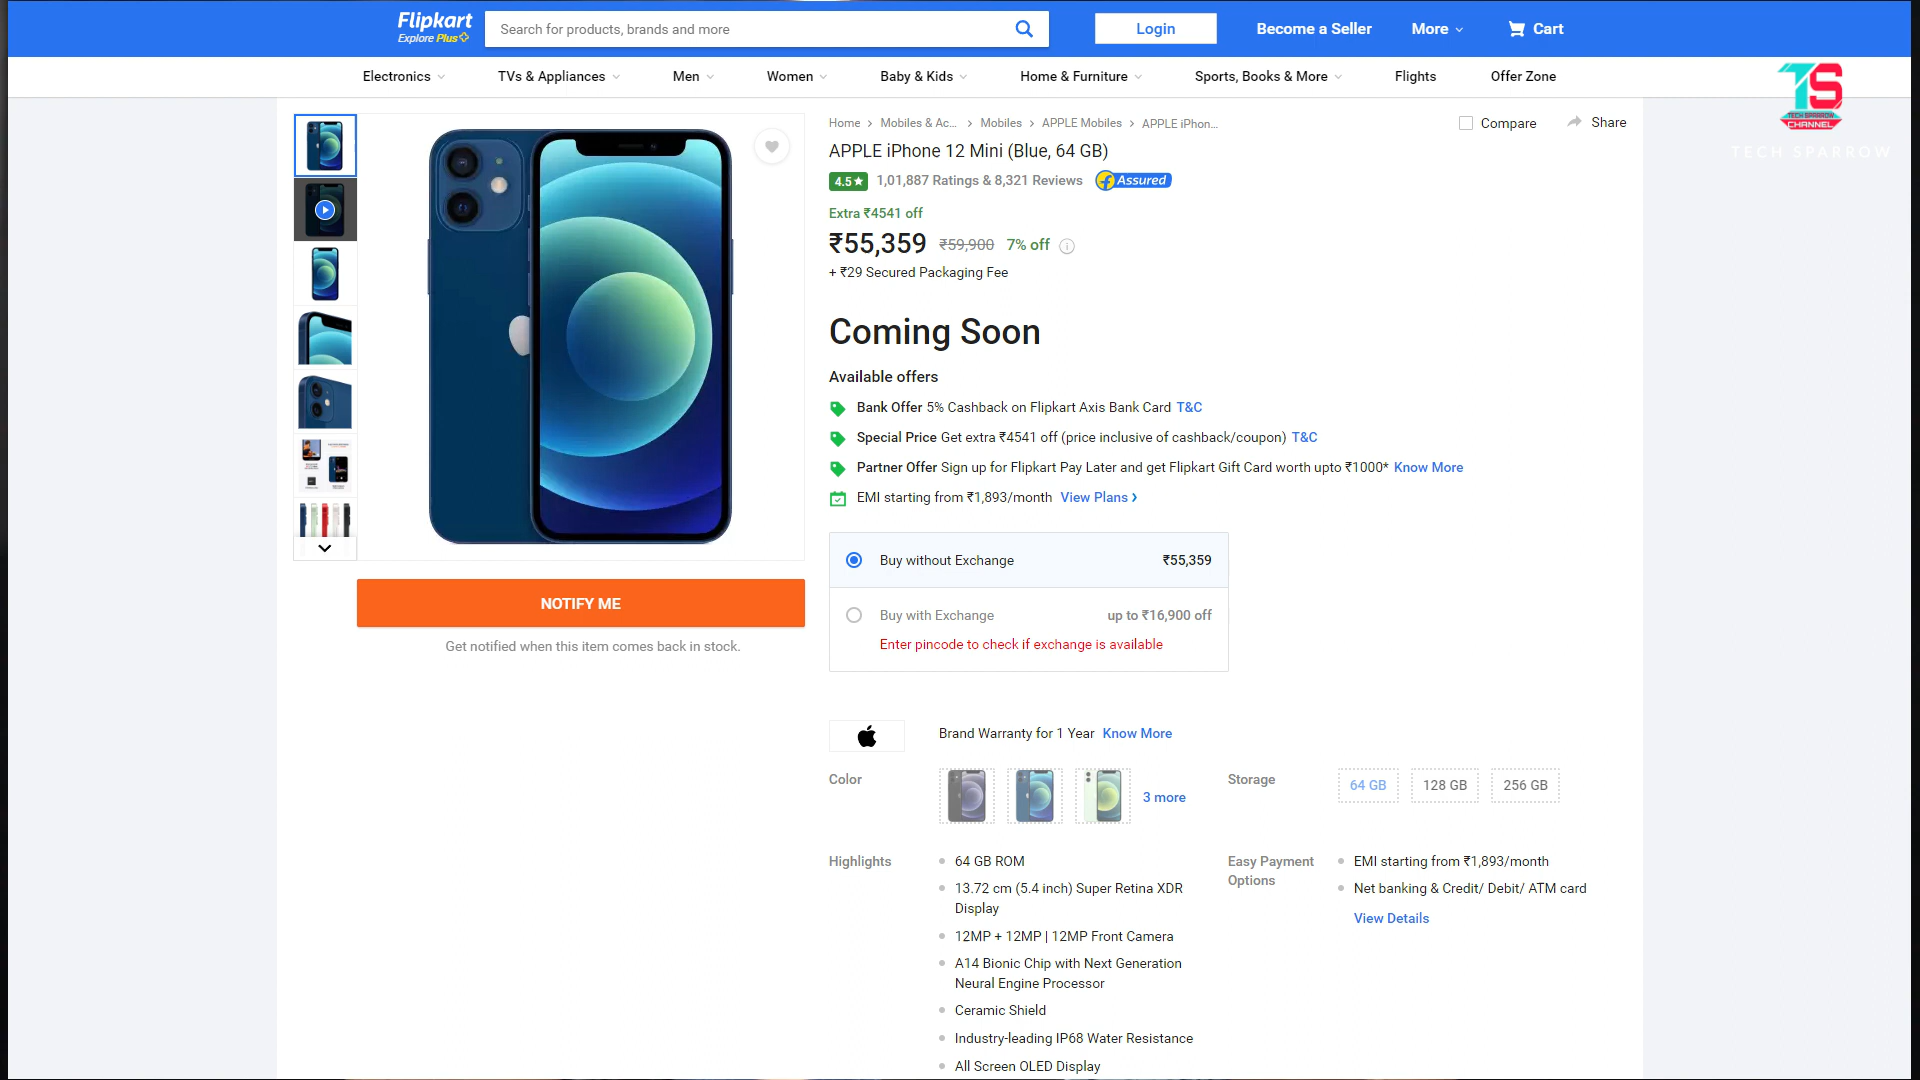 Flipkart
Explore Plus
Search for products, brands and more
Login
Become a Seller
More
Cart
Electronics
TVs & Appliances
Men
Women
Baby & Kids
Home & Furniture
Sports, Books & More
Flights
Offer Zone
TS
TECH SPARROW
CHANNEL
TECH SPARROW
Home
Mobiles & Ac...
Mobiles
APPLE Mobiles
APPLE iPhon...
Compare
Share
APPLE iPhone 12 Mini (Blue, 64 GB)
4.5★ 1,01,887 Ratings & 8,321 Reviews
Assured
Extra ₹4541 off
₹55,359 ₹59,900 7% off
+ ₹29 Secured Packaging Fee
Coming Soon
Available offers
Bank Offer 5% Cashback on Flipkart Axis Bank Card T&C
Special Price Get extra ₹4541 off (price inclusive of cashback/coupon) T&C
Partner Offer Sign up for Flipkart Pay Later and get Flipkart Gift Card worth upto ₹1000* Know More
EMI starting from ₹1,893/month View Plans
Buy without Exchange ₹55,359
Buy with Exchange up to ₹16,900 off
Enter pincode to check if exchange is available
NOTIFY ME
Get notified when this item comes back in stock.
Brand Warranty for 1 Year Know More
Color
3 more
Storage
64 GB
128 GB
256 GB
Highlights
64 GB ROM
13.72 cm (5.4 inch) Super Retina XDR
Display
12MP + 12MP | 12MP Front Camera
A14 Bionic Chip with Next Generation
Neural Engine Processor
Ceramic Shield
Industry-leading IP68 Water Resistance
All Screen OLED Display
Easy Payment
Options
EMI starting from ₹1,893/month
Net banking & Credit/ Debit/ ATM card
View Details